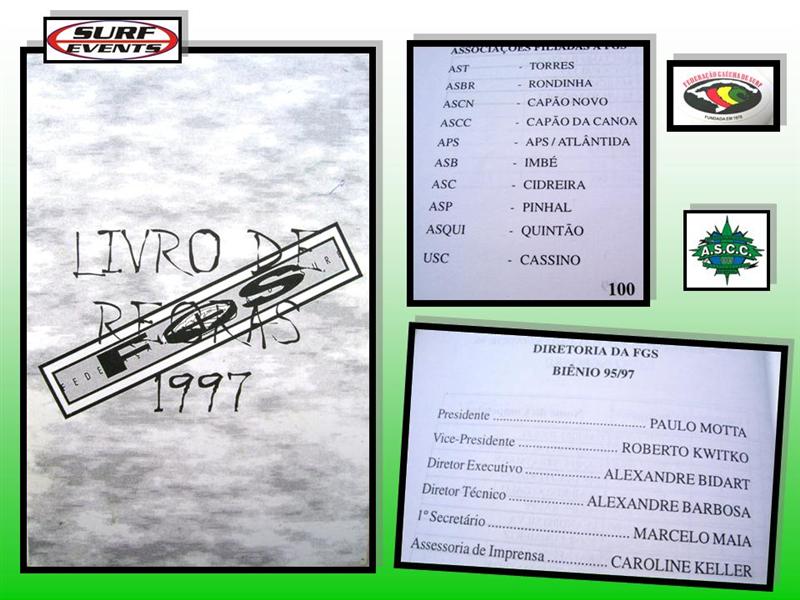 SURF
EVENTS
LIVRO DE
REGRAS
1997
FGS
ASSOCIAÇÕES FILIADAS A FGS
AST - TORRES
ASBR - RONDINHA
ASCN - CAPÃO NOVO
ASCC - CAPÃO DA CANOA
APS - APS / ATLÂNTIDA
ASB - IMBÉ
ASC - CIDREIRA
ASP - PINHAL
ASQUI - QUINTÃO
USC - CASSINO
100
FEDERAÇÃO GAÚCHA DE SURF
FUNDADA EM
A.S.C.C.
DIRETORIA DA FGS
BIÊNIO 95/97
Presidente ............................................. PAULO MOTTA
Vice-Presidente ............................. ROBERTO KWITKO
Diretor Executivo ...................... ALEXANDRE BIDART
Diretor Técnico ...................... ALEXANDRE BARBOSA
1º Secretário .......................................... MARCELO MAIA
Assessoria de Imprensa ................. CAROLINE KELLER